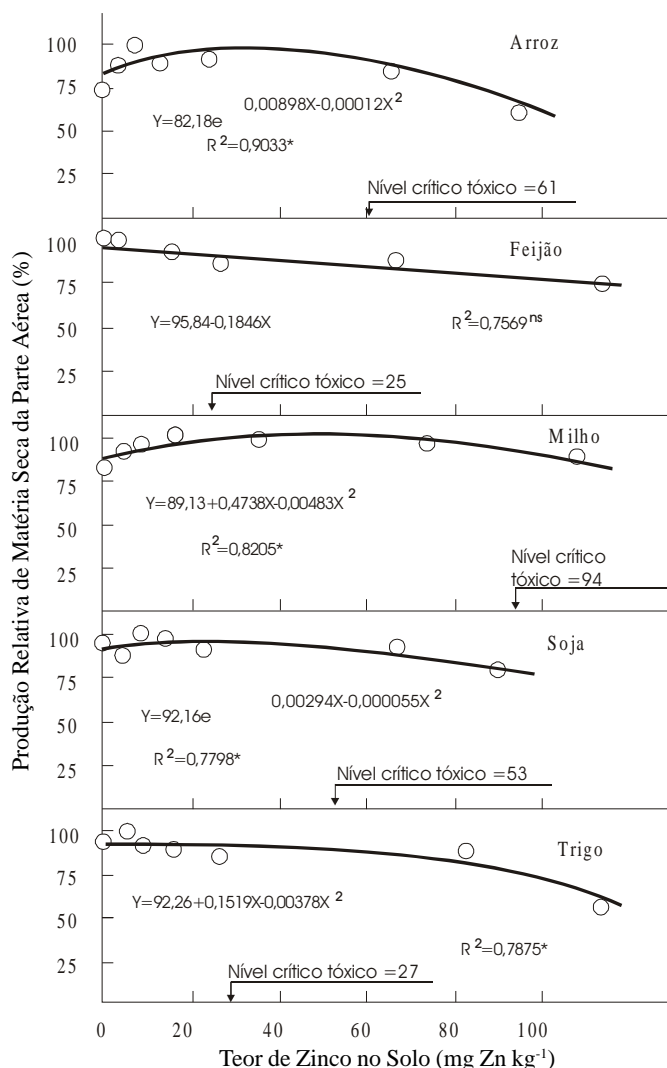 Produção Relativa de Matéria Seca da Parte Aérea (%)
100
75
50
25
Arroz
0,00898X-0,00012X²
Y=82,18e
R²=0,9033*
Nível crítico tóxico =61
100
75
50
25
Feijão
Y=95,84-0,1846X
R²=0,7569ns
Nível crítico tóxico =25
100
75
50
25
Milho
Y=89,13+0,4738X-0,00483X²
R²=0,8205*
Nível crítico
tóxico =94
100
75
50
25
Soja
0,00294X-0,000055X²
Y=92,16e
R²=0,7798*
Nível crítico tóxico =53
100
75
50
25
Trigo
Y=92,26+0,1519X-0,00378X²
R²=0,7875*
Nível crítico tóxico =27
0 20 40 60 80 100
Teor de Zinco no Solo (mg Zn kg⁻¹)